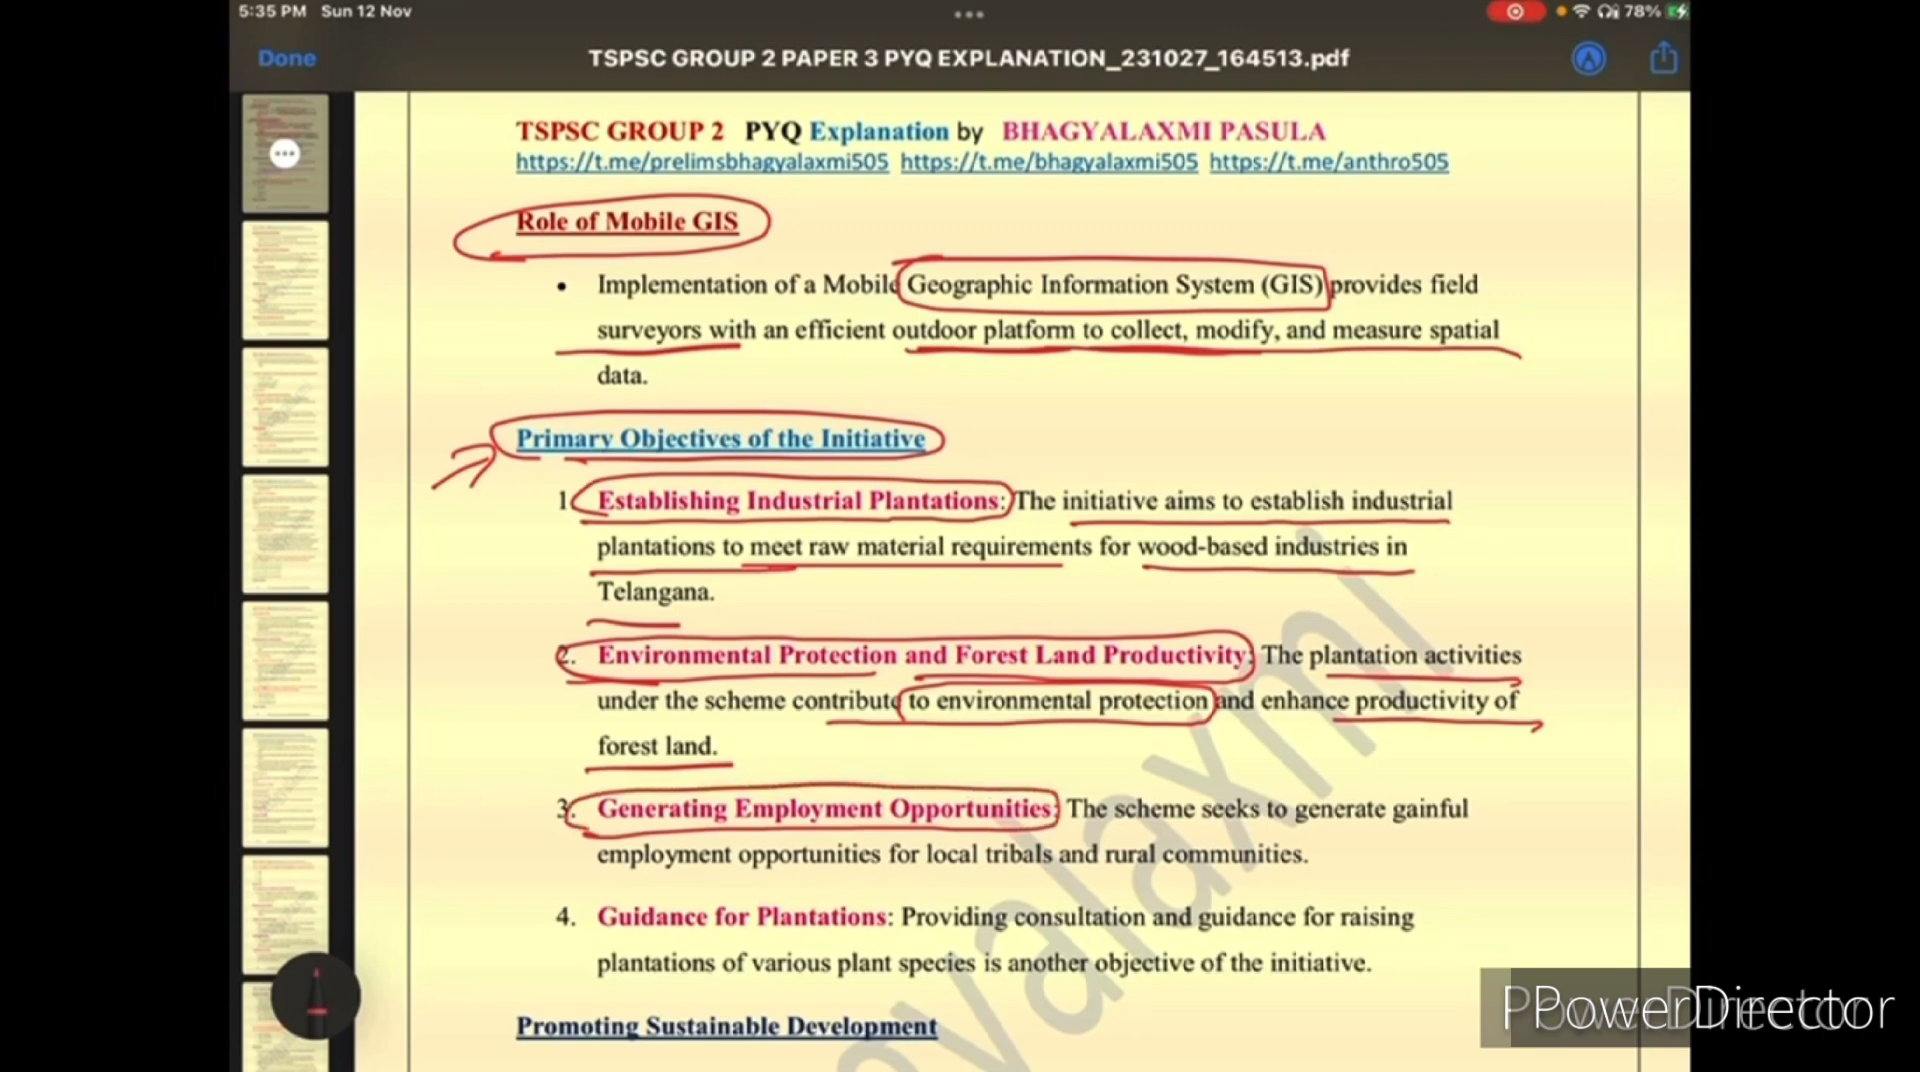 5:35 PM Sun 12 Nov
78%
Done
TSPSC GROUP 2 PAPER 3 PYQ EXPLANATION_231027_164513.pdf
TSPSC GROUP 2 PYQ Explanation by BHAGYALAXMI PASULA
https://t.me/prelimsbhagyalaxmi505 https://t.me/bhagyalaxmi505 https://t.me/anthro505
Role of Mobile GIS
• Implementation of a Mobile Geographic Information System (GIS) provides field
surveyors with an efficient outdoor platform to collect, modify, and measure spatial
data.
Primary Objectives of the Initiative
1. Establishing Industrial Plantations: The initiative aims to establish industrial
plantations to meet raw material requirements for wood-based industries in
Telangana.
2. Environmental Protection and Forest Land Productivity: The plantation activities
under the scheme contribute to environmental protection and enhance productivity of
forest land.
3. Generating Employment Opportunities: The scheme seeks to generate gainful
employment opportunities for local tribals and rural communities.
4. Guidance for Plantations: Providing consultation and guidance for raising
plantations of various plant species is another objective of the initiative.
Promoting Sustainable Development
PowerDirector